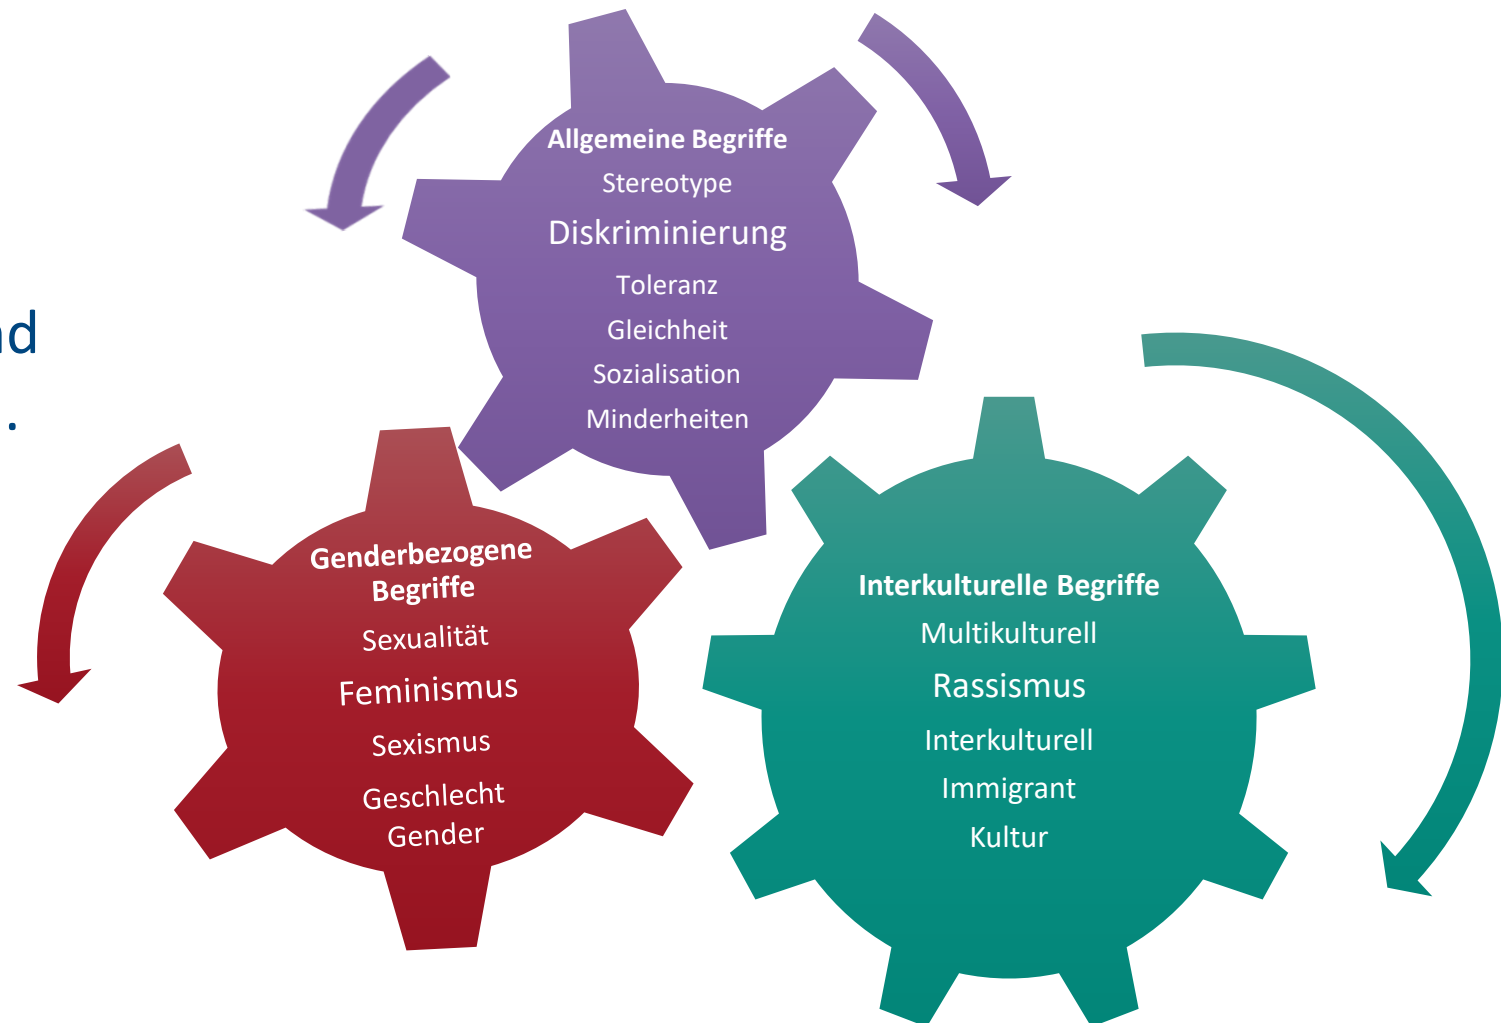 Allgemeine Begriffe
Stereotype
Diskriminierung
Toleranz
Gleichheit
Sozialisation
Minderheiten
nd
.
Genderbezogene
Begriffe
Sexualität
Feminismus
Sexismus
Geschlecht
Gender
Interkulturelle Begriffe
Multikulturell
Rassismus
Interkulturell
Immigrant
Kultur